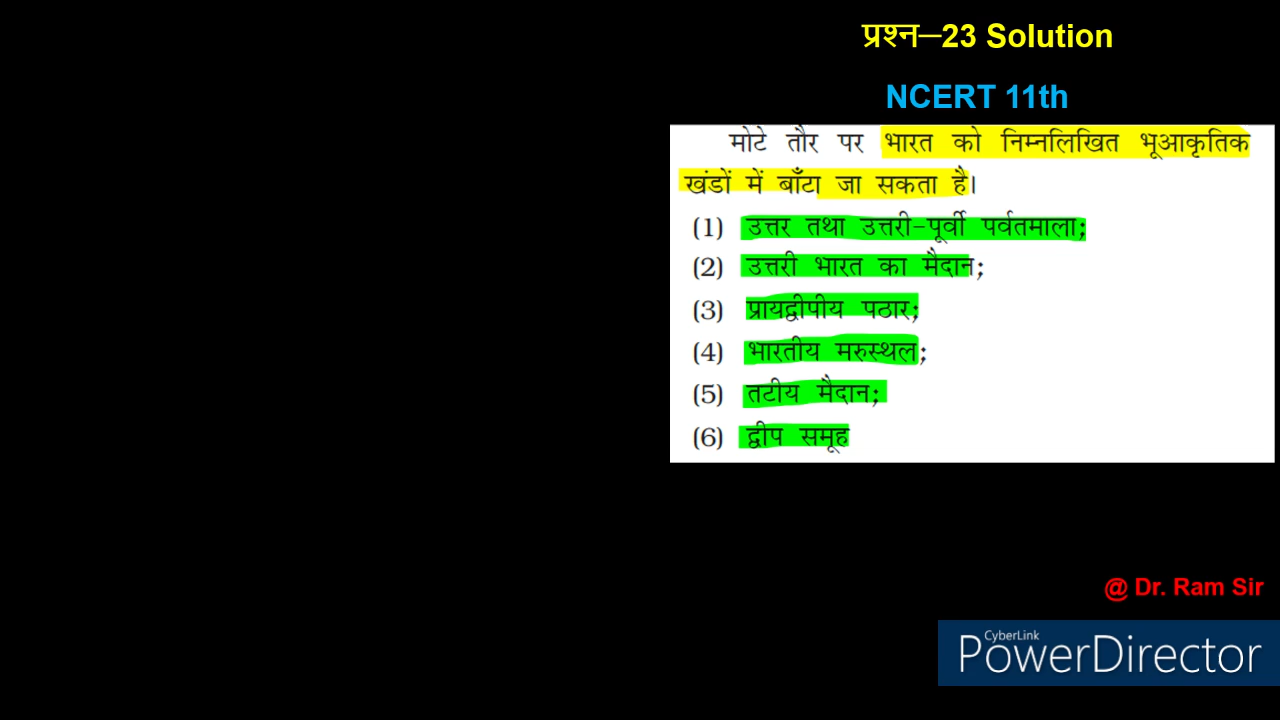 प्रश्न–23 Solution
NCERT 11th
मोटे तौर पर भारत को निम्नलिखित भूआकृतिक
खंडों में बाँटा जा सकता है।
(1) उत्तर तथा उत्तरी-पूर्वी पर्वतमाला;
(2) उत्तरी भारत का मैदान;
(3) प्रायद्वीपीय पठार;
(4) भारतीय मरुस्थल;
(5) तटीय मैदान;
(6) द्वीप समूह
@ Dr. Ram Sir
CyberLink
PowerDirector